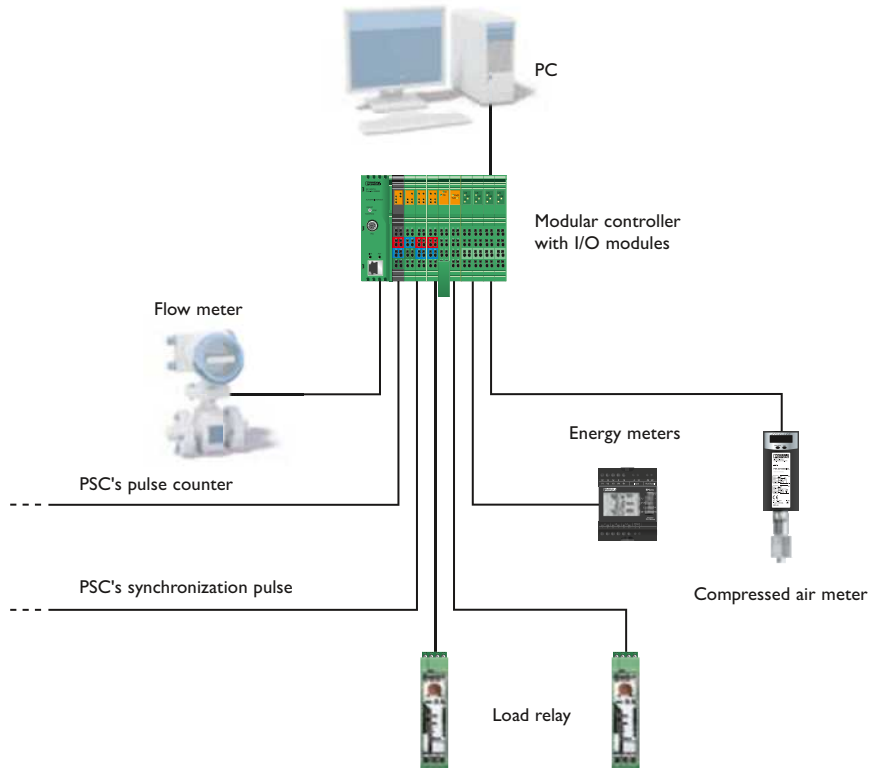 PC
Modular controller
with I/O modules
Flow meter
Energy meters
PSC's pulse counter
PSC's synchronization pulse
Compressed air meter
Load relay